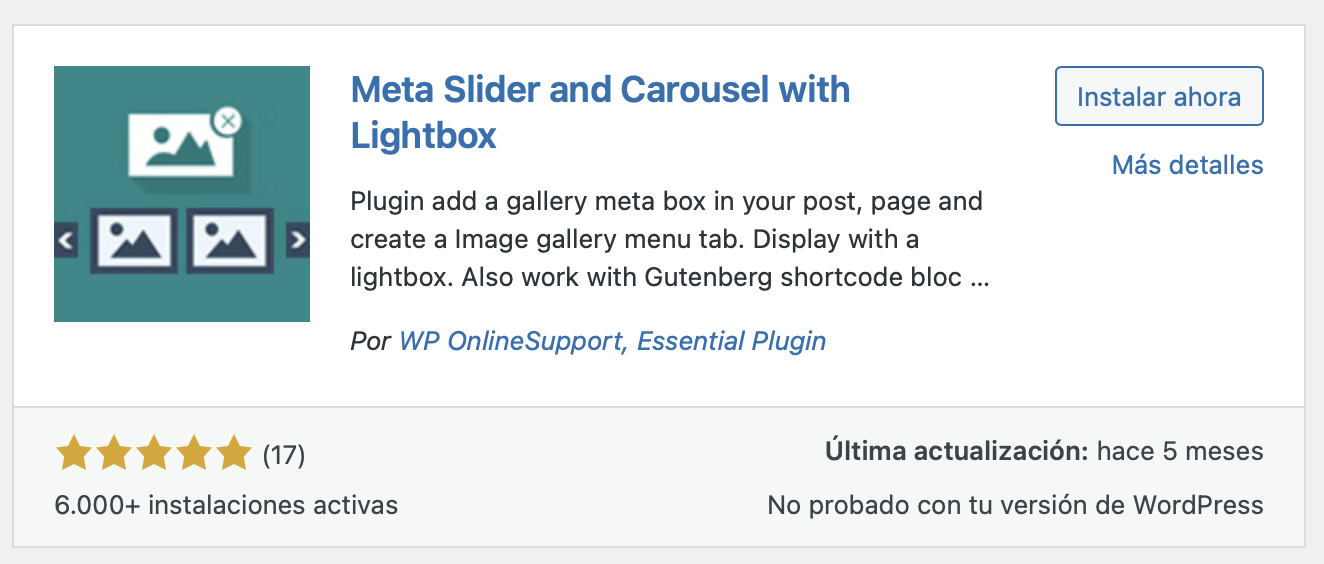 Meta Slider and Carousel with
Lightbox
Instalar ahora
Más detalles
Plugin add a gallery meta box in your post, page and
create a Image gallery menu tab. Display with a
lightbox. Also work with Gutenberg shortcode bloc ...
Por WP OnlineSupport, Essential Plugin
(17)
Última actualización: hace 5 meses
6.000+ instalaciones activas
No probado con tu versión de WordPress